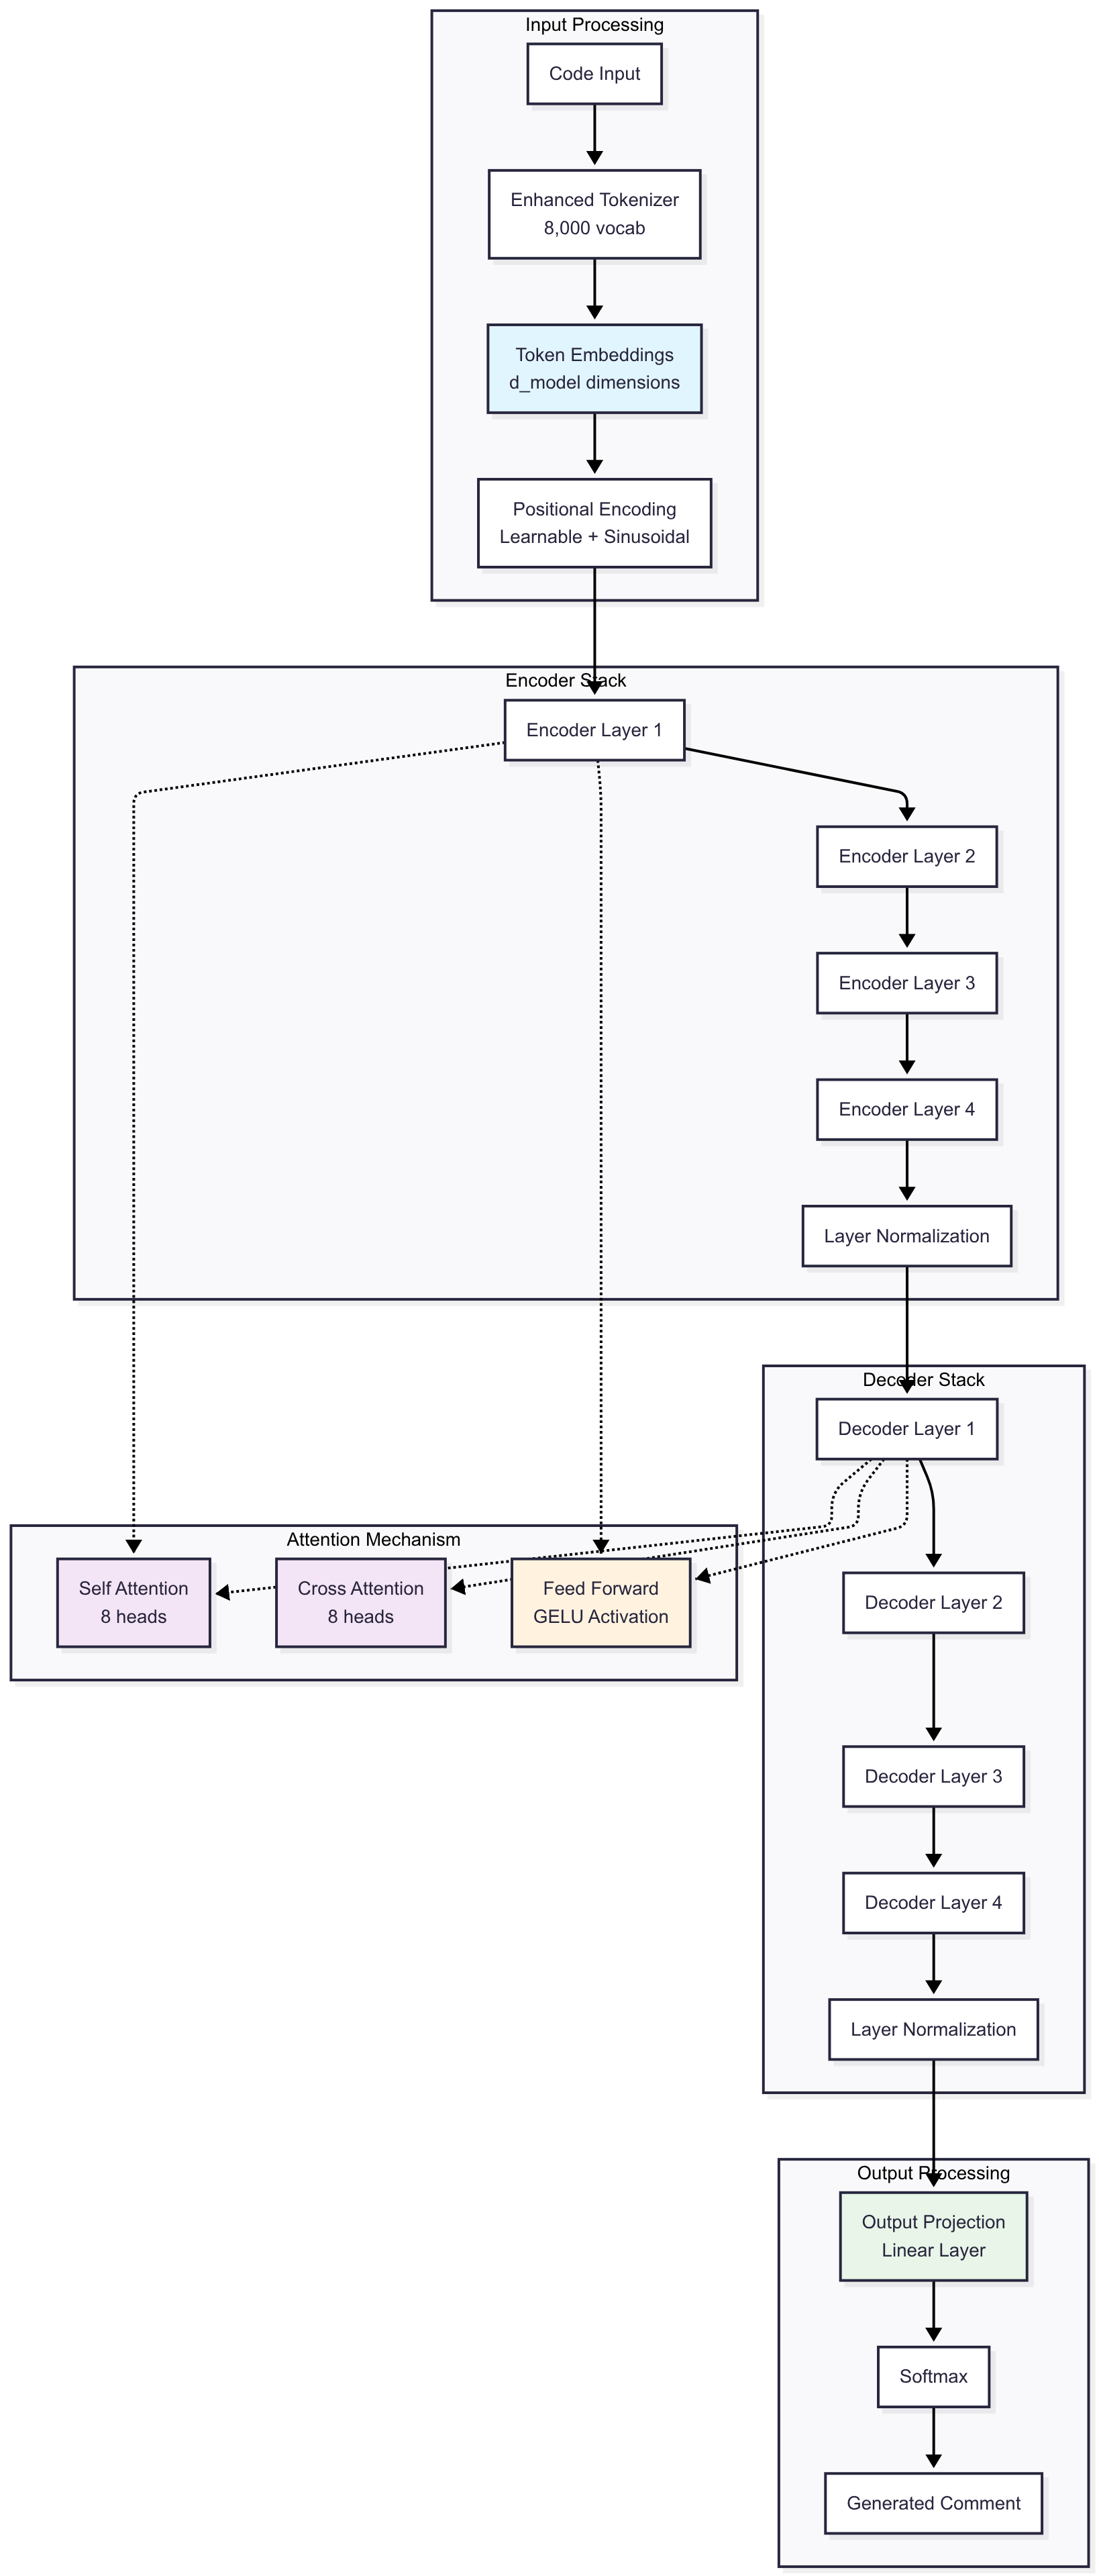 Input Processing
Code Input
Enhanced Tokenizer
8,000 vocab
Token Embeddings
d_model dimensions
Positional Encoding
Learnable + Sinusoidal
Encoder Stack
Encoder Layer 1
Encoder Layer 2
Encoder Layer 3
Encoder Layer 4
Layer Normalization
Decoder Stack
Decoder Layer 1
Attention Mechanism
Self Attention
8 heads
Cross Attention
8 heads
Feed Forward
GELU Activation
Decoder Layer 2
Decoder Layer 3
Decoder Layer 4
Layer Normalization
Output Processing
Output Projection
Linear Layer
Softmax
Generated Comment